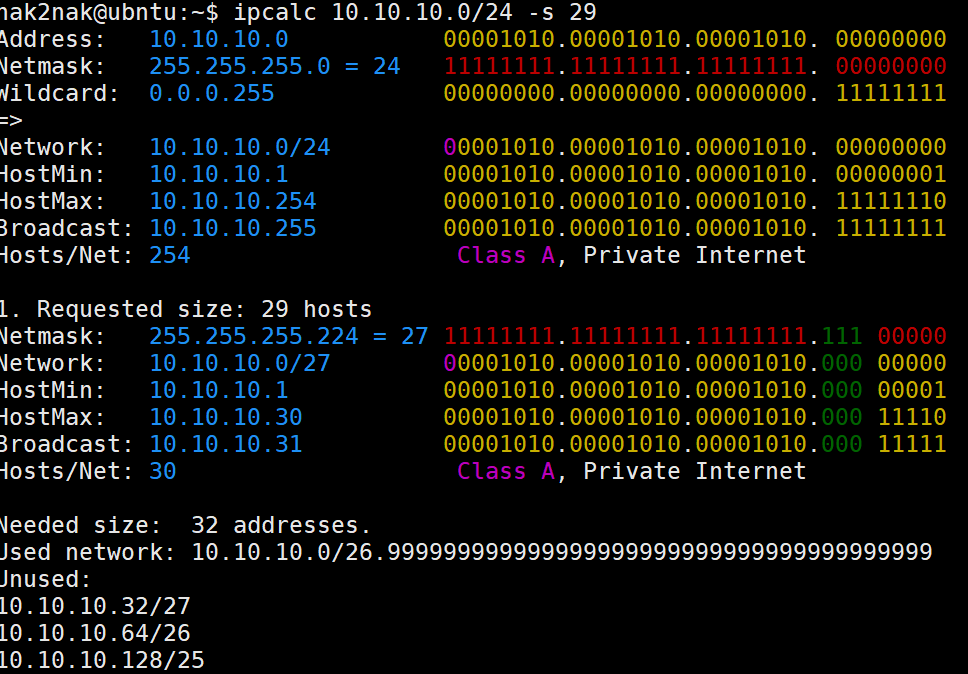 nak2nak@ubntu:~$ ipcalc 10.10.10.0/24 -s 29
Address: 10.10.10.0 00001010.00001010.00001010. 00000000
Netmask: 255.255.255.0 = 24 11111111.11111111.11111111. 00000000
Wildcard: 0.0.0.255 00000000.00000000.00000000. 11111111
=>
Network: 10.10.10.0/24 00001010.00001010.00001010. 00000000
HostMin: 10.10.10.1 00001010.00001010.00001010. 00000001
HostMax: 10.10.10.254 00001010.00001010.00001010. 11111110
Broadcast: 10.10.10.255 00001010.00001010.00001010. 11111111
Hosts/Net: 254 Class A, Private Internet
1. Requested size: 29 hosts
Netmask: 255.255.255.224 = 27 11111111.11111111.11111111.111 00000
Network: 10.10.10.0/27 00001010.00001010.00001010.000 00000
HostMin: 10.10.10.1 00001010.00001010.00001010.000 00001
HostMax: 10.10.10.30 00001010.00001010.00001010.000 11110
Broadcast: 10.10.10.31 00001010.00001010.00001010.000 11111
Hosts/Net: 30 Class A, Private Internet
Needed size: 32 addresses.
Used network: 10.10.10.0/26.999999999999999999999999999999999999999
Unused:
10.10.10.32/27
10.10.10.64/26
10.10.10.128/25